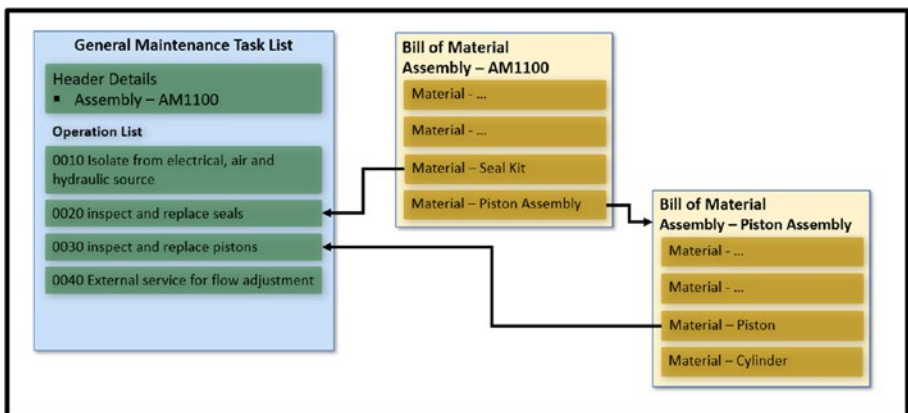 General Maintenance Task List
Header Details
▪ Assembly – AM1100
Operation List
0010 Isolate from electrical, air and
hydraulic source
0020 inspect and replace seals
0030 inspect and replace pistons
0040 External service for flow adjustment
Bill of Material
Assembly – AM1100
Material - ...
Material - ...
Material – Seal Kit
Material – Piston Assembly
Bill of Material
Assembly – Piston Assembly
Material - ...
Material - ...
Material – Piston
Material – Cylinder